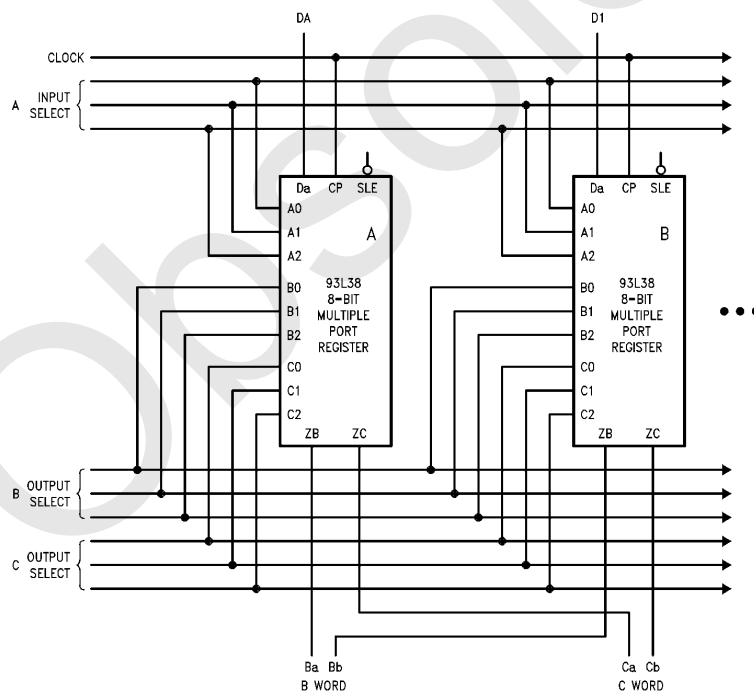 DA
D1
CLOCK
A INPUT SELECT
Da CP SLE
Da CP SLE
A0
A1
A2
B0
B1
B2
C0
C1
C2
A
93L38
8-BIT
MULTIPLE
PORT
REGISTER
ZB ZC
A0
A1
A2
B0
B1
B2
C0
C1
C2
B
93L38
8-BIT
MULTIPLE
PORT
REGISTER
ZB ZC
•••
B OUTPUT SELECT
C OUTPUT SELECT
Ba Bb
B WORD
Ca Cb
C WORD
Obsol